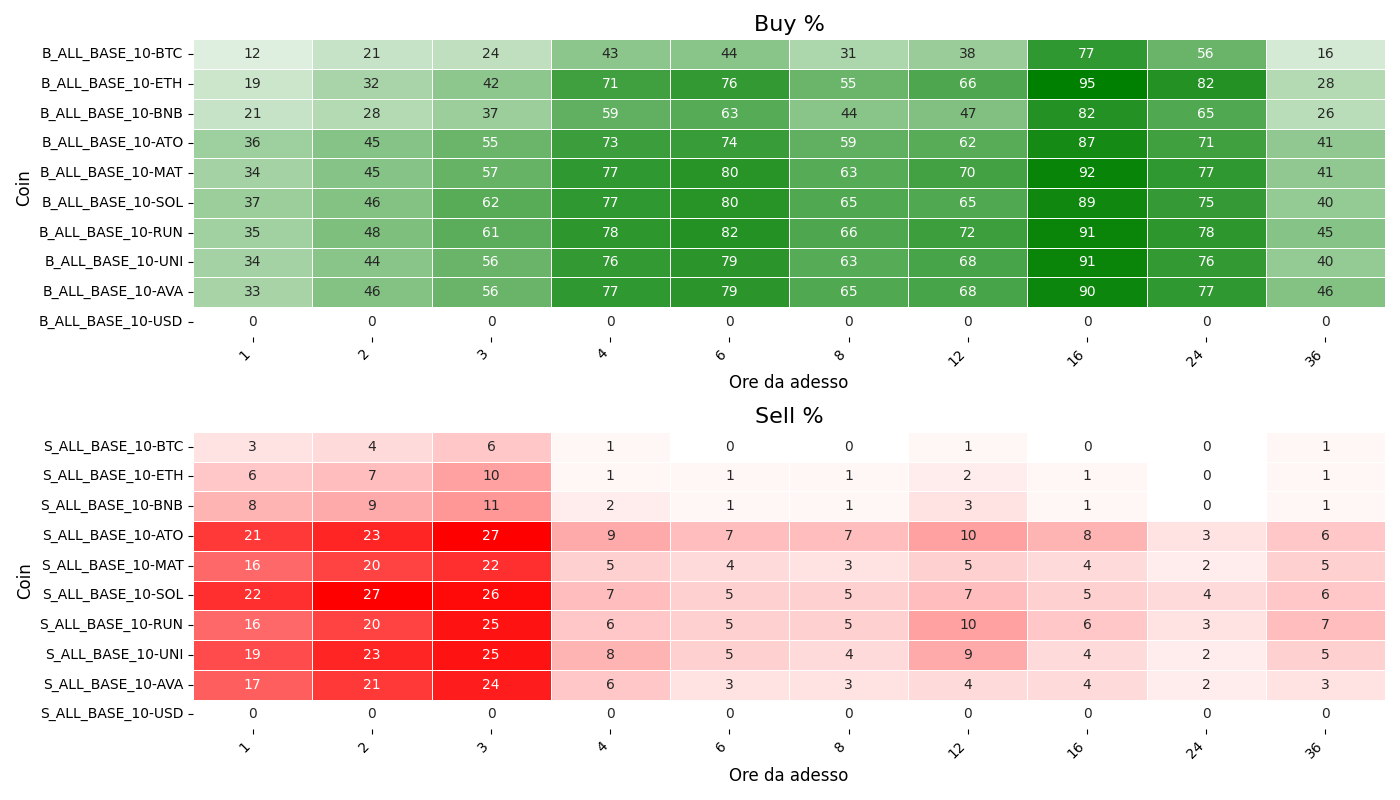 Buy %
B_ALL_BASE_10-BTC 12 21 24 43 44 31 38 77 56 16
B_ALL_BASE_10-ETH 19 32 42 71 76 55 66 95 82 28
B_ALL_BASE_10-BNB 21 28 37 59 63 44 47 82 65 26
B_ALL_BASE_10-ATO 36 45 55 73 74 59 62 87 71 41
B_ALL_BASE_10-MAT 34 45 57 77 80 63 70 92 77 41
B_ALL_BASE_10-SOL 37 46 62 77 80 65 65 89 75 40
B_ALL_BASE_10-RUN 35 48 61 78 82 66 72 91 78 45
B_ALL_BASE_10-UNI 34 44 56 76 79 63 68 91 76 40
B_ALL_BASE_10-AVA 33 46 56 77 79 65 68 90 77 46
B_ALL_BASE_10-USD 0 0 0 0 0 0 0 0 0 0
Coin
1 2 3 4 6 8 12 16 24 36
Ore da adesso
Sell %
S_ALL_BASE_10-BTC 3 4 6 1 0 0 1 0 0 1
S_ALL_BASE_10-ETH 6 7 10 1 1 1 2 1 0 1
S_ALL_BASE_10-BNB 8 9 11 2 1 1 3 1 0 1
S_ALL_BASE_10-ATO 21 23 27 9 7 7 10 8 3 6
S_ALL_BASE_10-MAT 16 20 22 5 4 3 5 4 2 5
S_ALL_BASE_10-SOL 22 27 26 7 5 5 7 5 4 6
S_ALL_BASE_10-RUN 16 20 25 6 5 5 10 6 3 7
S_ALL_BASE_10-UNI 19 23 25 8 5 4 9 4 2 5
S_ALL_BASE_10-AVA 17 21 24 6 3 3 4 4 2 3
S_ALL_BASE_10-USD 0 0 0 0 0 0 0 0 0 0
Coin
1 2 3 4 6 8 12 16 24 36
Ore da adesso